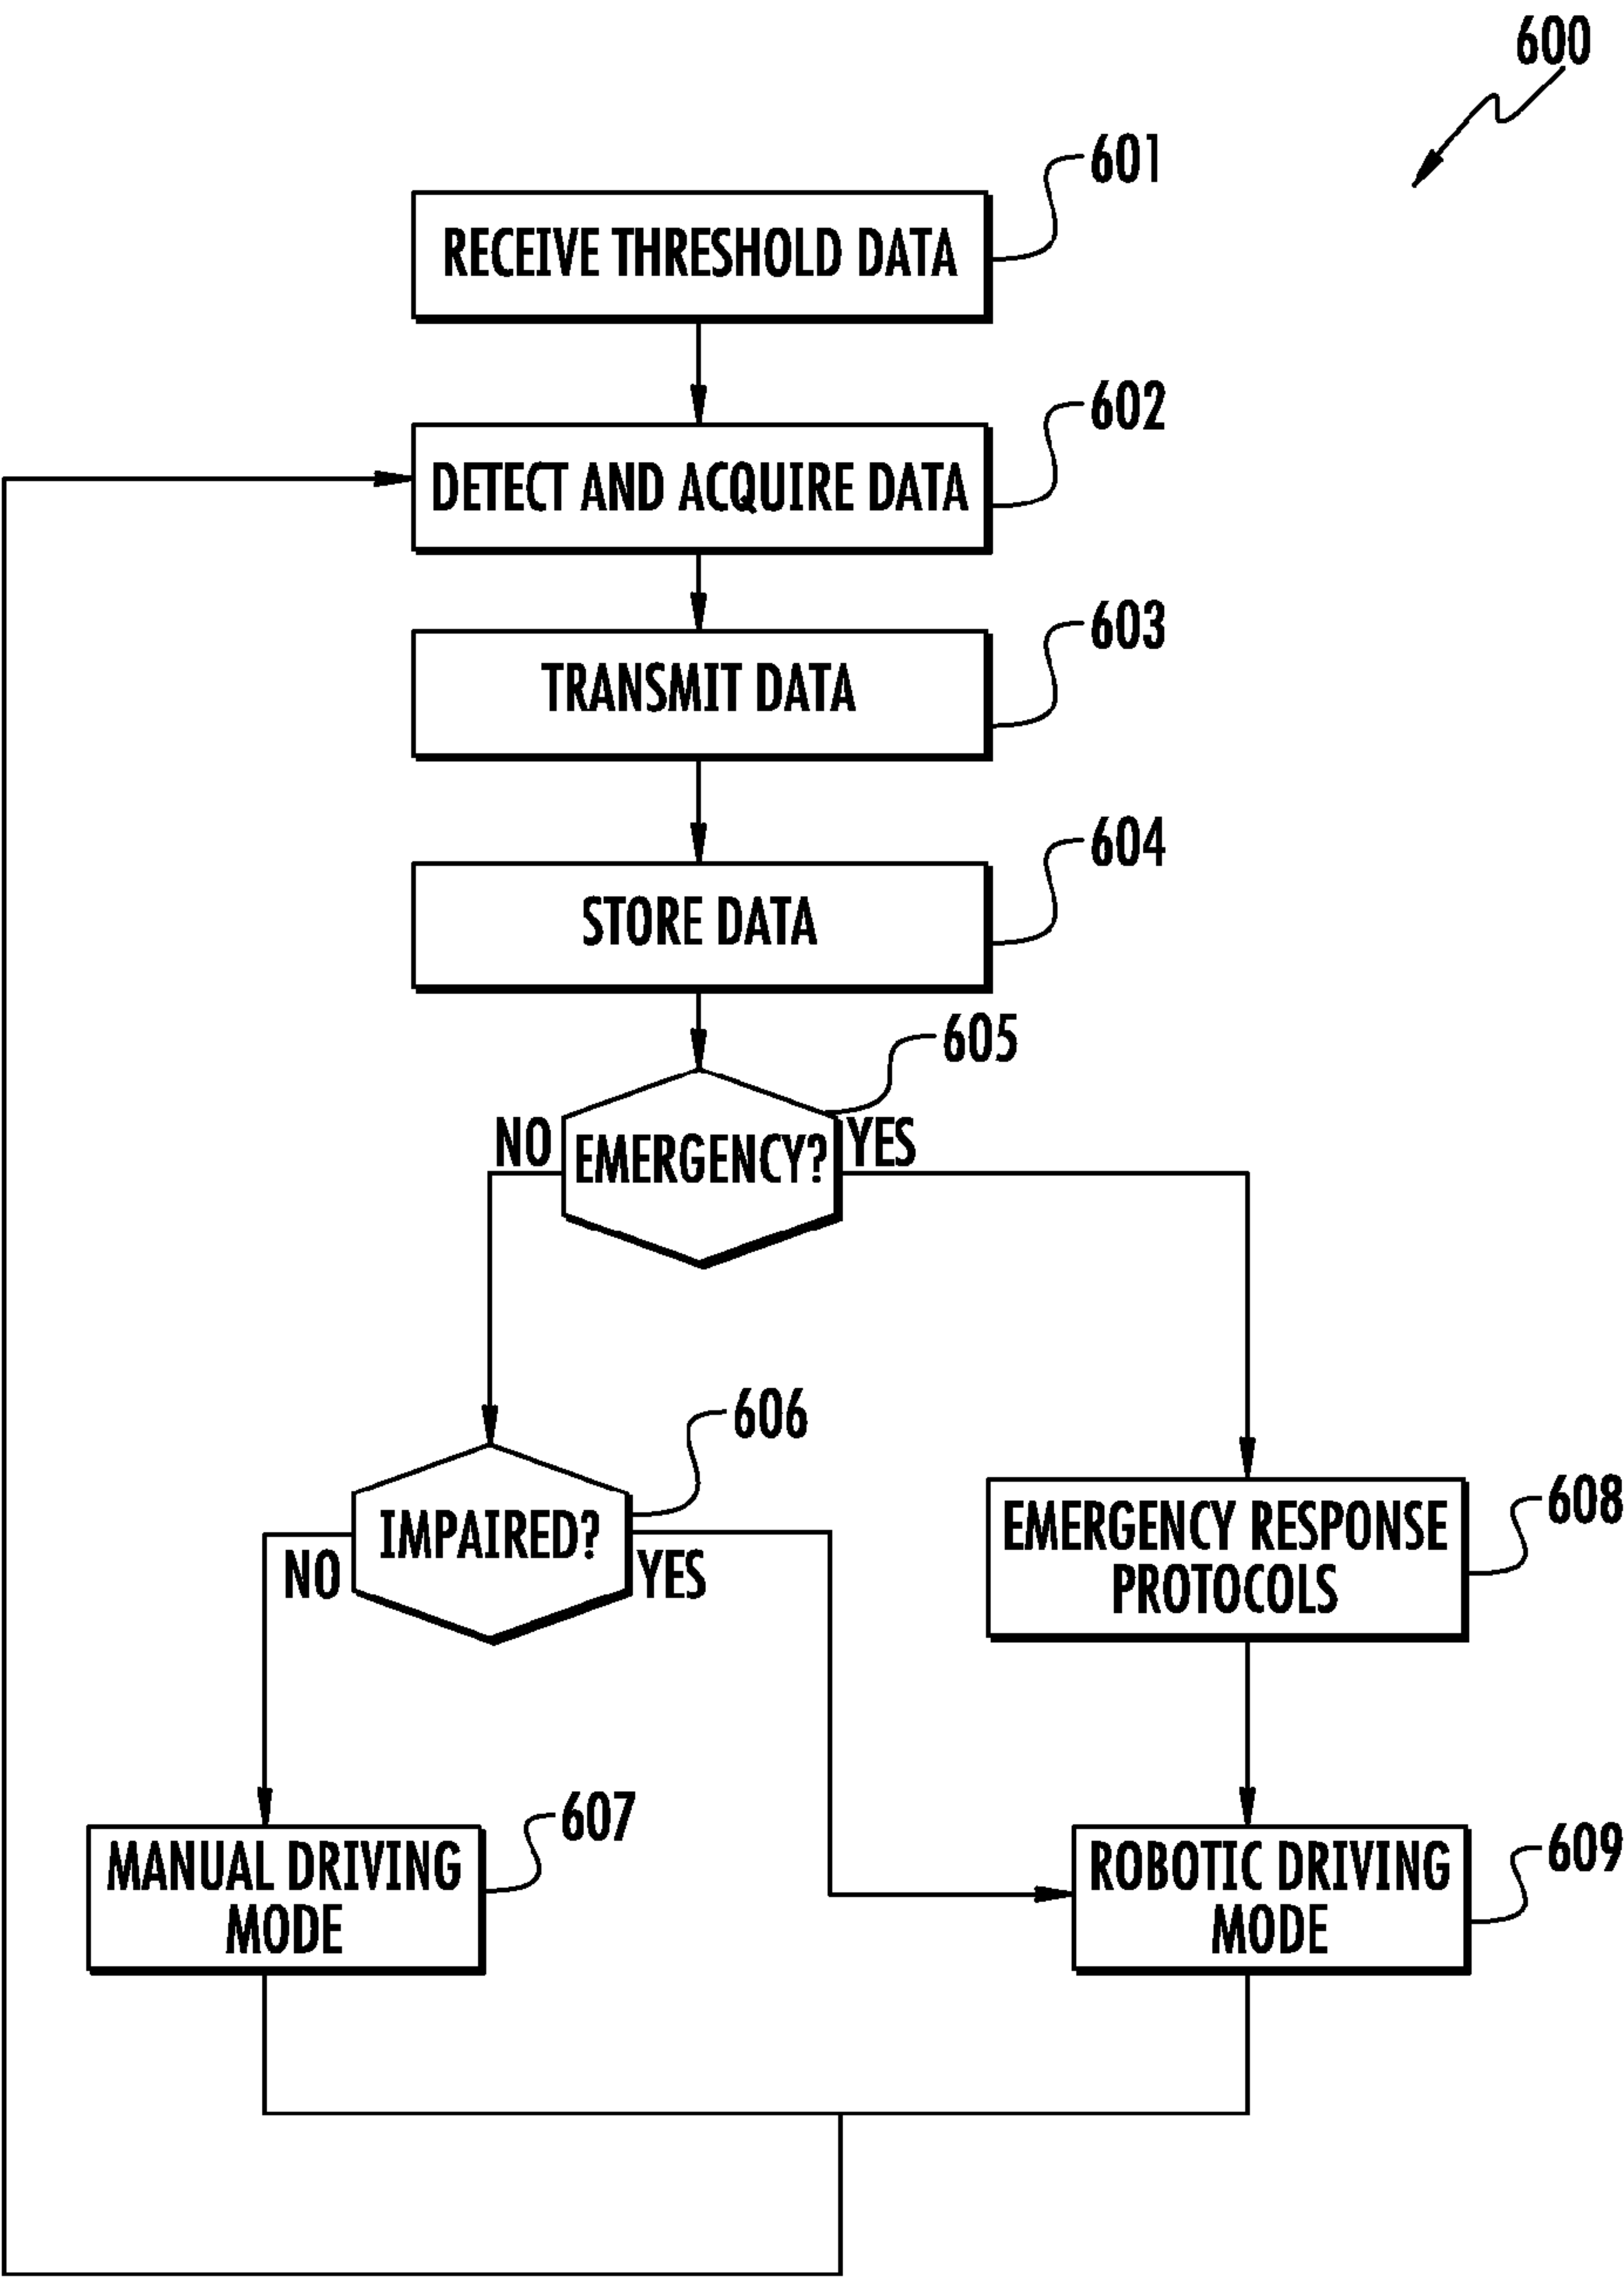 600
601
RECEIVE THRESHOLD DATA
602
DETECT AND ACQUIRE DATA
603
TRANSMIT DATA
604
STORE DATA
605
NO
EMERGENCY?
YES
606
IMPAIRED?
NO
YES
608
EMERGENCY RESPONSE
PROTOCOLS
607
MANUAL DRIVING
MODE
609
ROBOTIC DRIVING
MODE